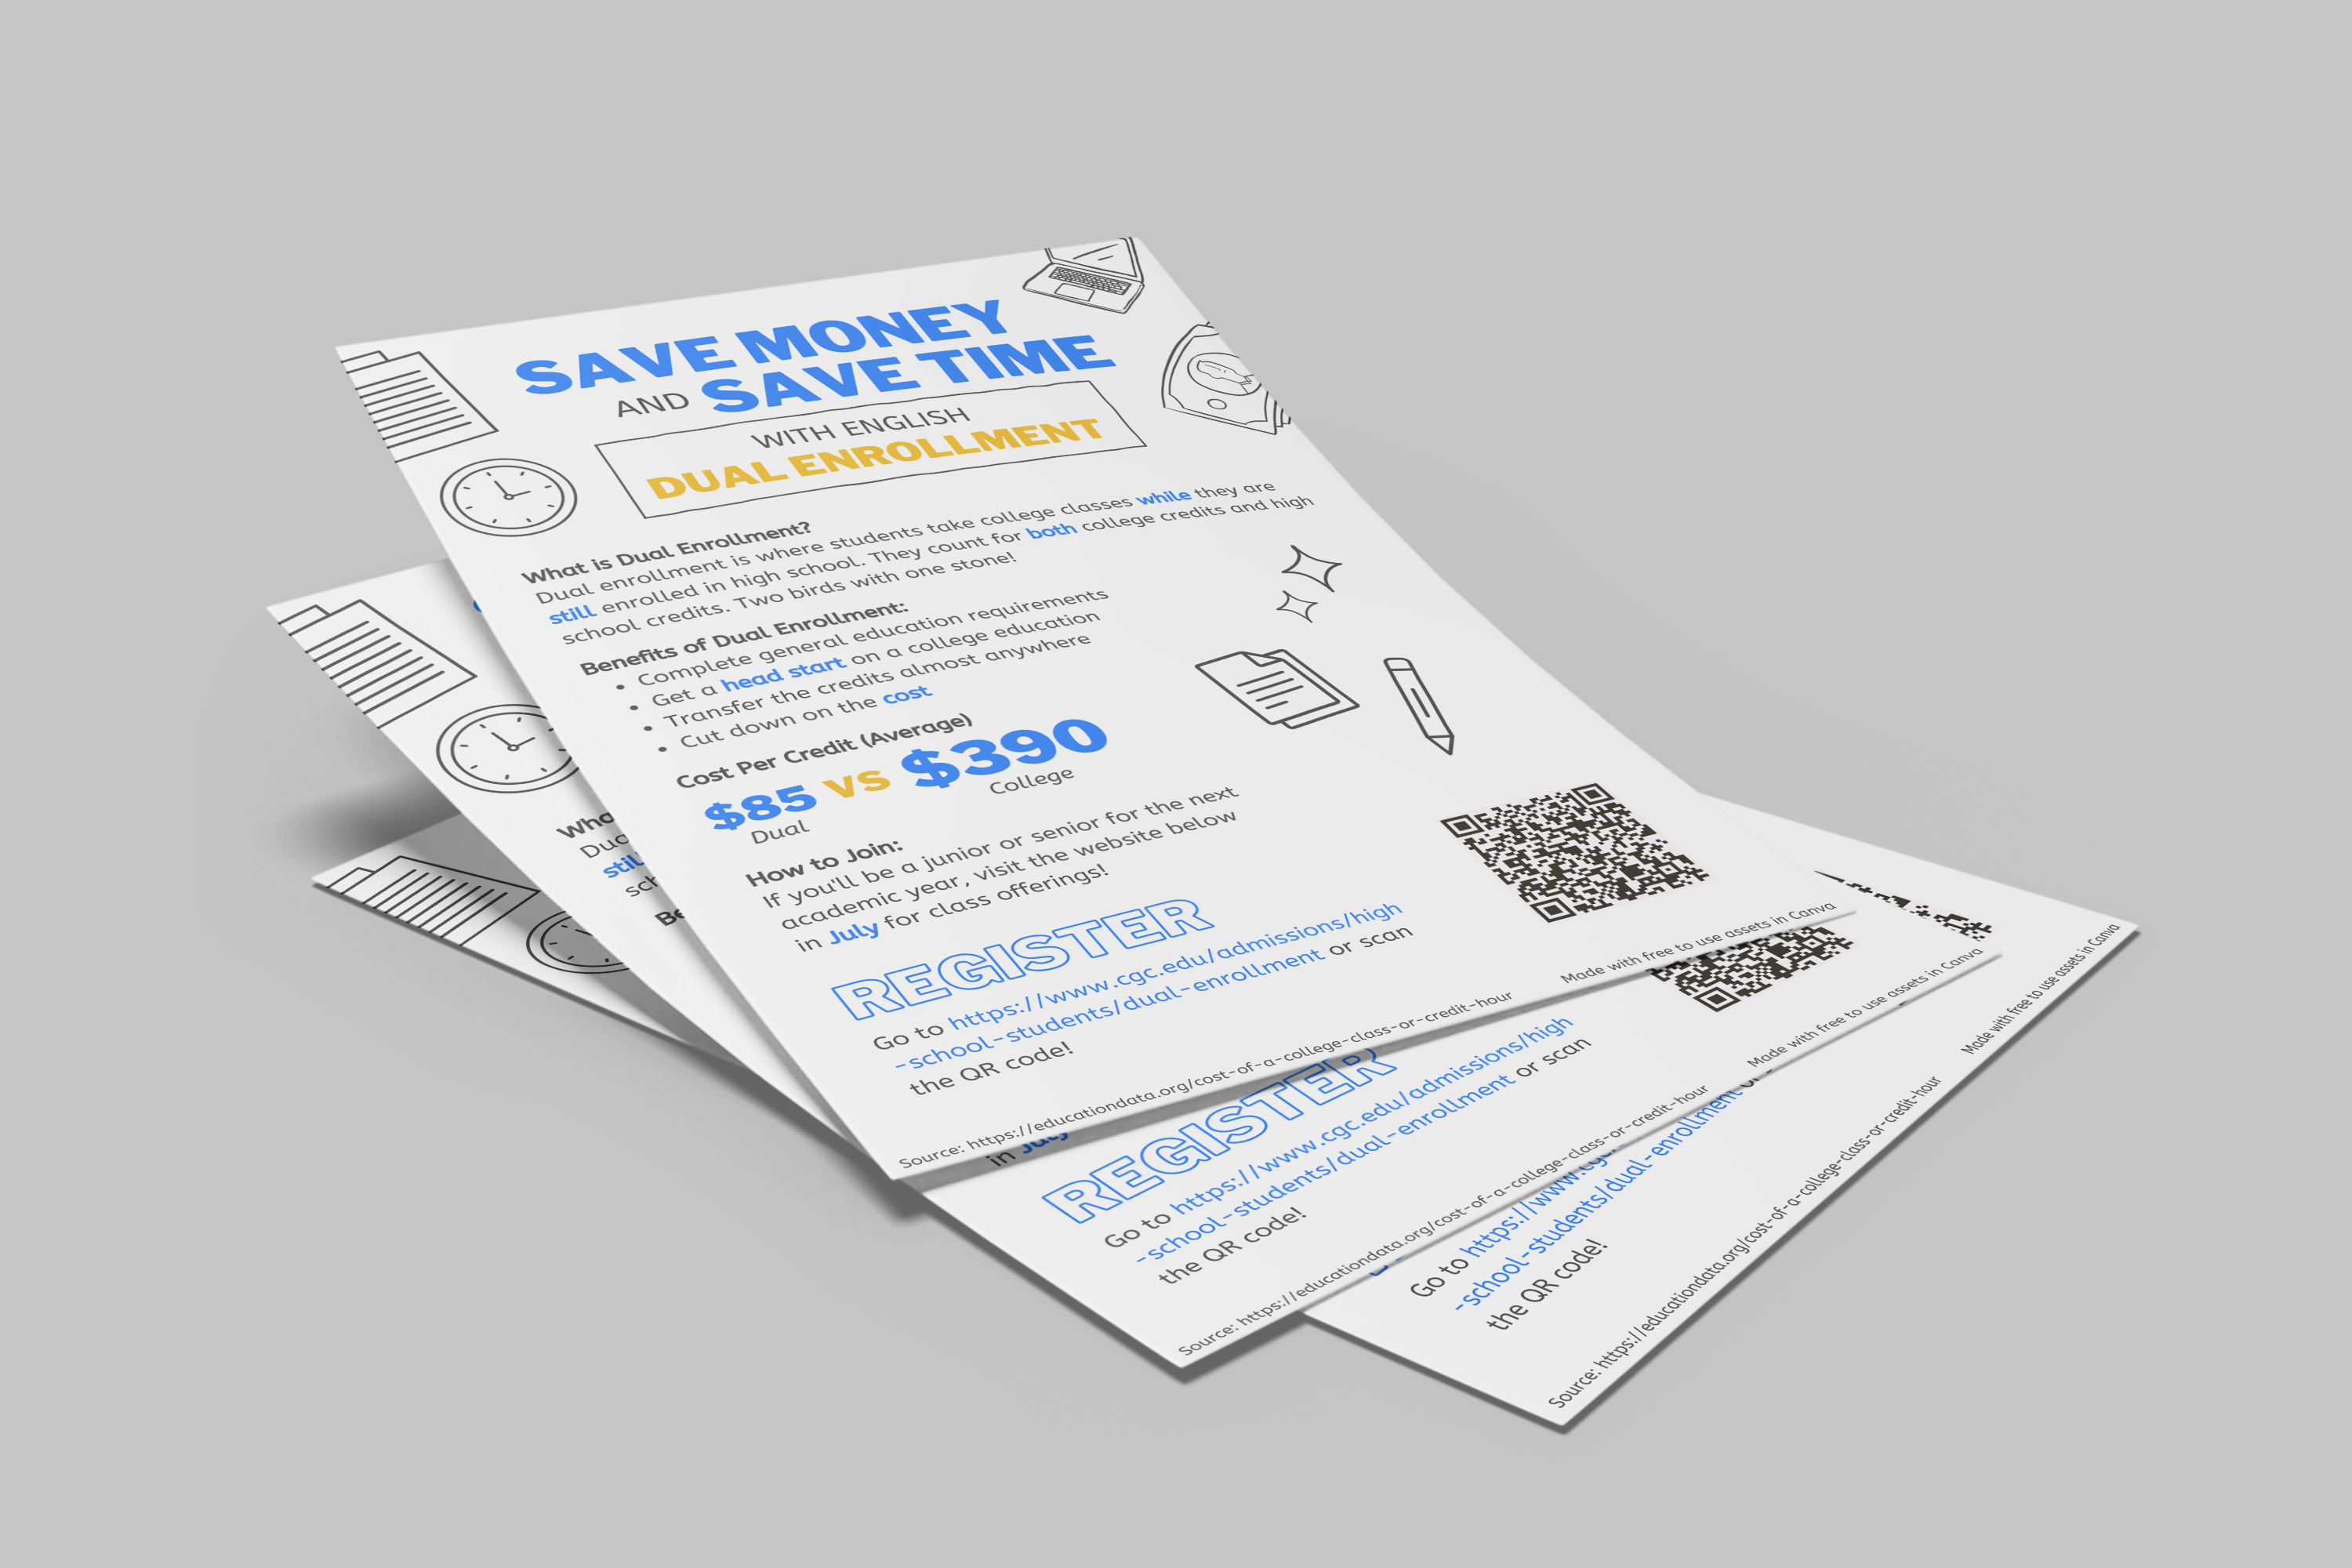 SAVE MONEY
AND SAVE TIME
WITH ENGLISH
DUAL ENROLLMENT
What is Dual Enrollment?
Dual enrollment is where students take college classes while they are
still enrolled in high school. They count for both college credits and high
school credits. Two birds with one stone!
Benefits of Dual Enrollment:
• Complete general education requirements
• Get a head start on a college education
• Transfer the credits almost anywhere
• Cut down on the cost
Cost Per Credit (Average)
$85 vs $390
Dual College
How to Join:
If you'll be a junior or senior for the next
academic year, visit the website below
in July for class offerings!
REGISTER
Go to https://www.cgc.edu/admissions/high
-school-students/dual-enrollment or scan
the QR code!
Source: https://educationdata.org/cost-of-a-college-class-or-credit-hour
Made with free to use assets in Canva
still
in July
REGISTER
Go to https://www.cgc.edu/admissions/high
-school-students/dual-enrollment or scan
the QR code!
Source: https://educationdata.org/cost-of-a-college-class-or-credit-hour
Made with free to use assets in Canva
Go to https://www.cgc
-school-students/dual-enrollment
the QR code!
Source: https://educationdata.org/cost-of-a-college-class-or-credit-hour
Made with free to use assets in Canva